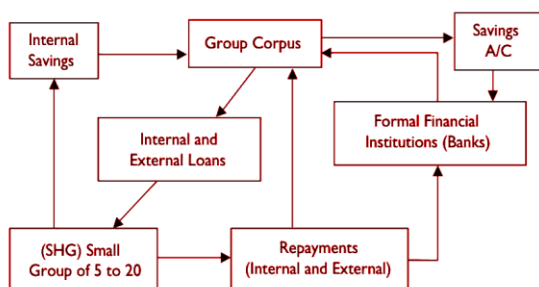 Internal
Savings
Group Corpus
Savings
A/C
Internal and
External Loans
Formal Financial
Institutions (Banks)
(SHG) Small
Group of 5 to 20
Repayments
(Internal and External)